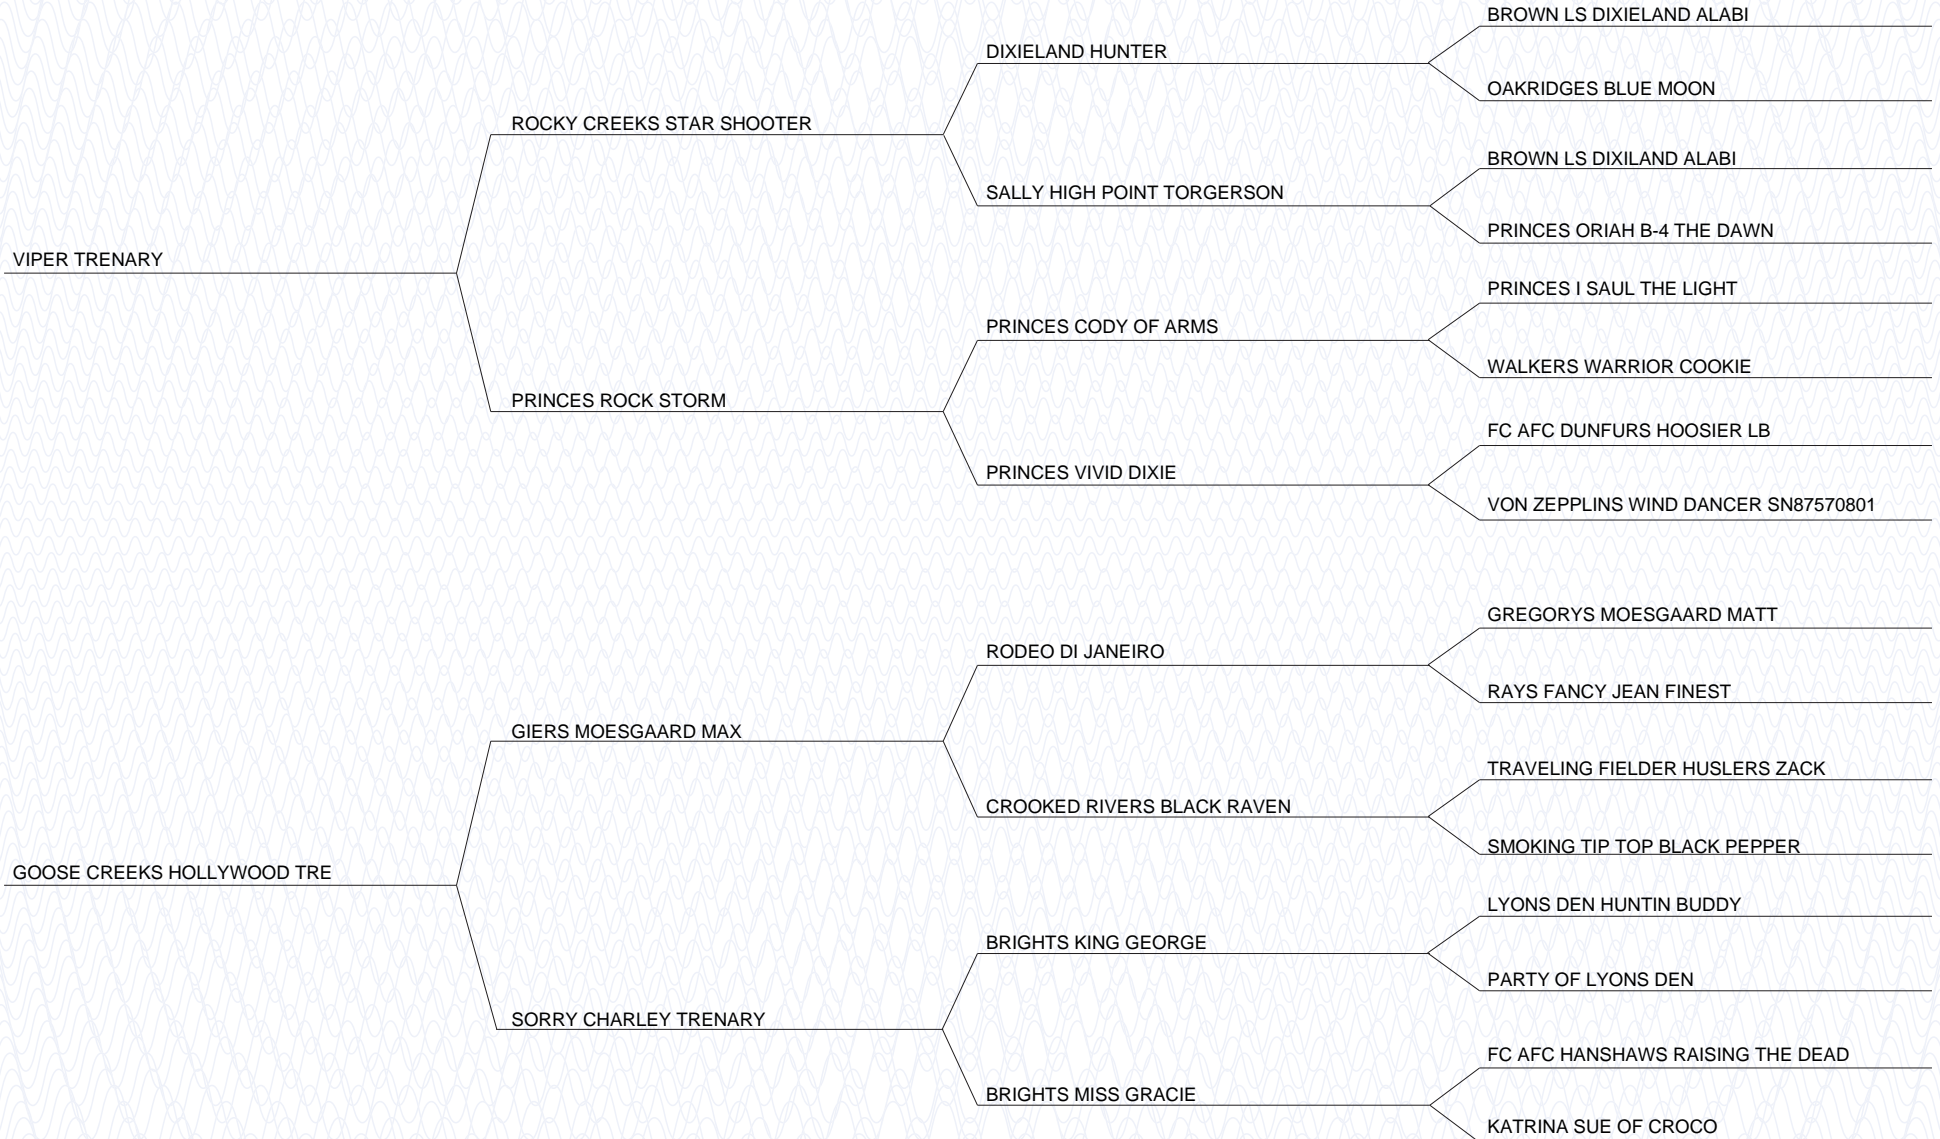 BROWN LS DIXIELAND ALABI
DIXIELAND HUNTER
OAKRIDGES BLUE MOON
ROCKY CREEKS STAR SHOOTER
BROWN LS DIXILAND ALABI
SALLY HIGH POINT TORGERSON
PRINCES ORIAH B-4 THE DAWN
VIPER TRENARY
PRINCES I SAUL THE LIGHT
PRINCES CODY OF ARMS
WALKERS WARRIOR COOKIE
PRINCES ROCK STORM
FC AFC DUNFURS HOOSIER LB
PRINCES VIVID DIXIE
VON ZEPPLINS WIND DANCER SN87570801
GREGORYS MOESGAARD MATT
RODEO DI JANEIRO
RAYS FANCY JEAN FINEST
GIERS MOESGAARD MAX
TRAVELING FIELDER HUSLERS ZACK
CROOKED RIVERS BLACK RAVEN
SMOKING TIP TOP BLACK PEPPER
GOOSE CREEKS HOLLYWOOD TRE
LYONS DEN HUNTIN BUDDY
BRIGHTS KING GEORGE
PARTY OF LYONS DEN
SORRY CHARLEY TRENARY
FC AFC HANSHAWS RAISING THE DEAD
BRIGHTS MISS GRACIE
KATRINA SUE OF CROCO